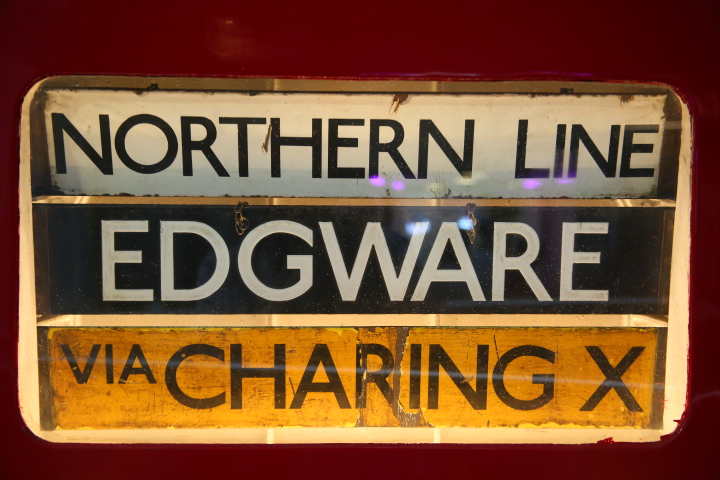 NORTHERN LINE
EDGWARE
VIA CHARING X